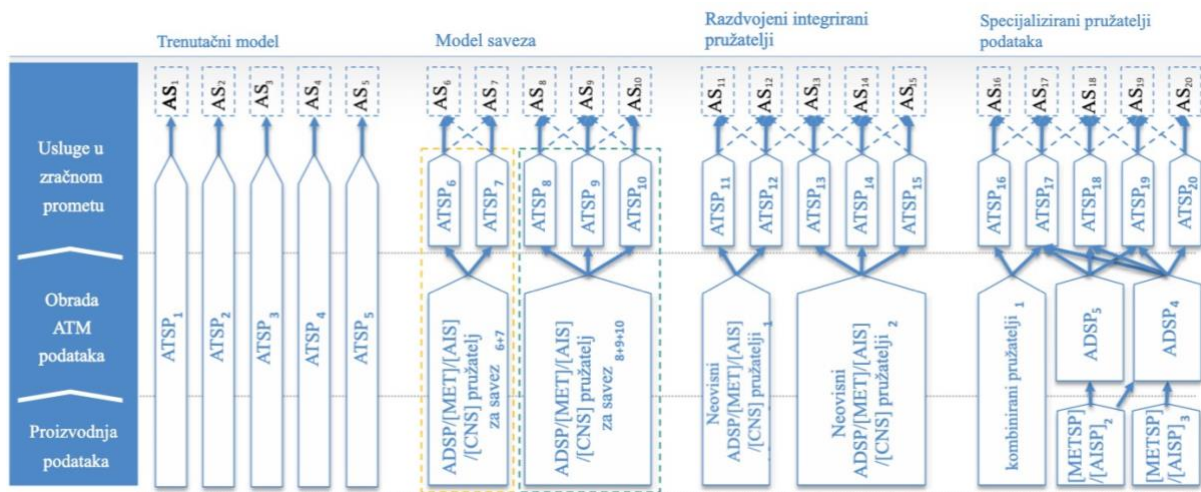 Trenutačni model
Model saveza
Razdvojeni integrirani
pružatelji
Specijalizirani pružatelji
podataka
Usluge u
zračnom
prometu
AS1
AS2
AS3
AS4
AS5
AS6
AS7
AS8
AS9
AS10
AS11
AS12
AS13
AS14
AS15
AS16
AS17
AS18
AS19
AS20
ATSP6
ATSP7
ATSP8
ATSP9
ATSP10
ATSP11
ATSP12
ATSP13
ATSP14
ATSP15
ATSP16
ATSP17
ATSP18
ATSP19
ATSP20
Obrada
ATM
podataka
ATSP1
ATSP2
ATSP3
ATSP4
ATSP5
ADSP/[MET]/[AIS]
/[CNS] pružatelj
za savez 6+7
ADSP/[MET]/[AIS]
/[CNS] pružatelj
za savez 8+9+10
Neovisni
ADSP/[MET]/[AIS]
/[CNS] pružatelji 1
Neovisni
ADSP/[MET]/[AIS]
/[CNS] pružatelji 2
kombinirani pružatelji 1
ADSP5
ADSP4
Proizvodnja
podataka
[METSP]
/[AISP]2
[METSP]
/[AISP]3